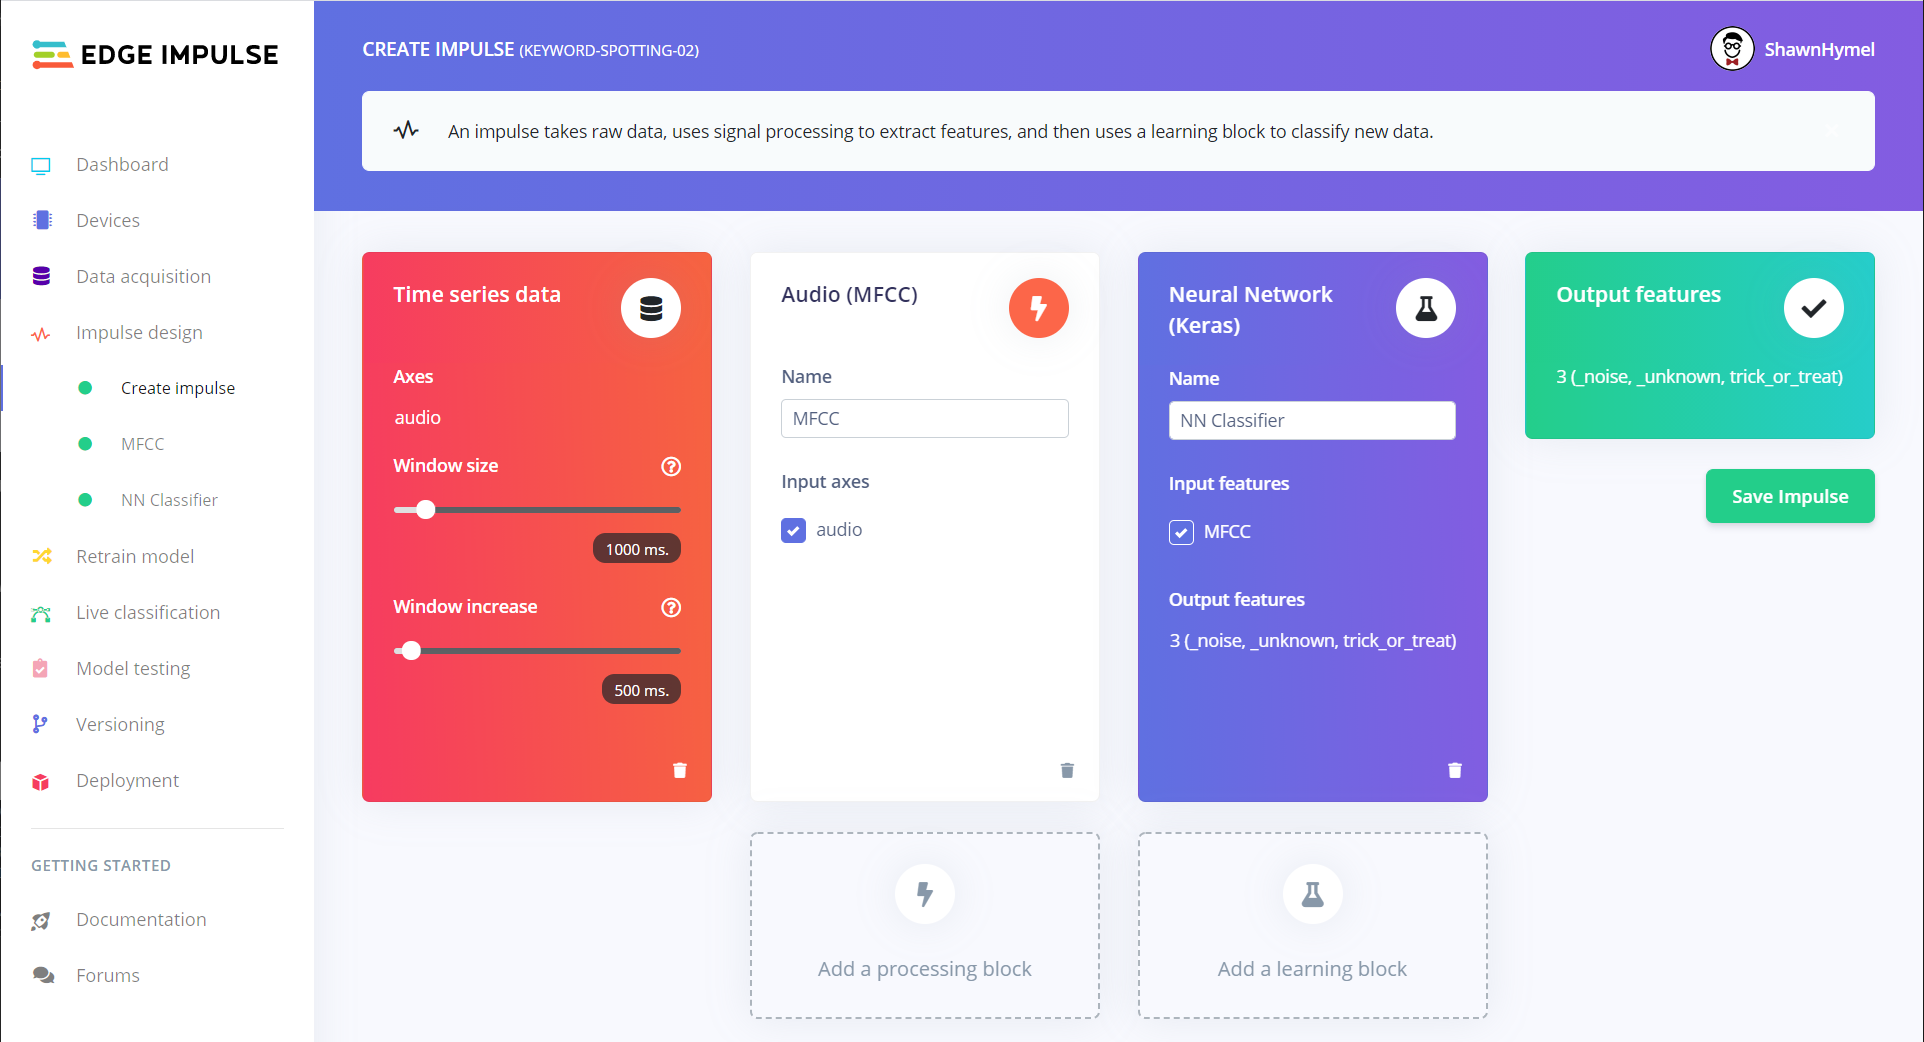 EDGE IMPULSE
Dashboard
Devices
Data acquisition
Impulse design
Create impulse
MFCC
NN Classifier
Retrain model
Live classification
Model testing
Versioning
Deployment
GETTING STARTED
Documentation
Forums
CREATE IMPULSE (KEYWORD-SPOTTING-02)
ShawnHymel
An impulse takes raw data, uses signal processing to extract features, and then uses a learning block to classify new data.
Time series data
Axes
audio
Window size
1000 ms.
Window increase
500 ms.
Audio (MFCC)
Name
MFCC
Input axes
audio
Neural Network
(Keras)
Name
NN Classifier
Input features
MFCC
Output features
3 (_noise, _unknown, trick_or_treat)
Output features
3 (_noise, _unknown, trick_or_treat)
Save Impulse
Add a processing block
Add a learning block